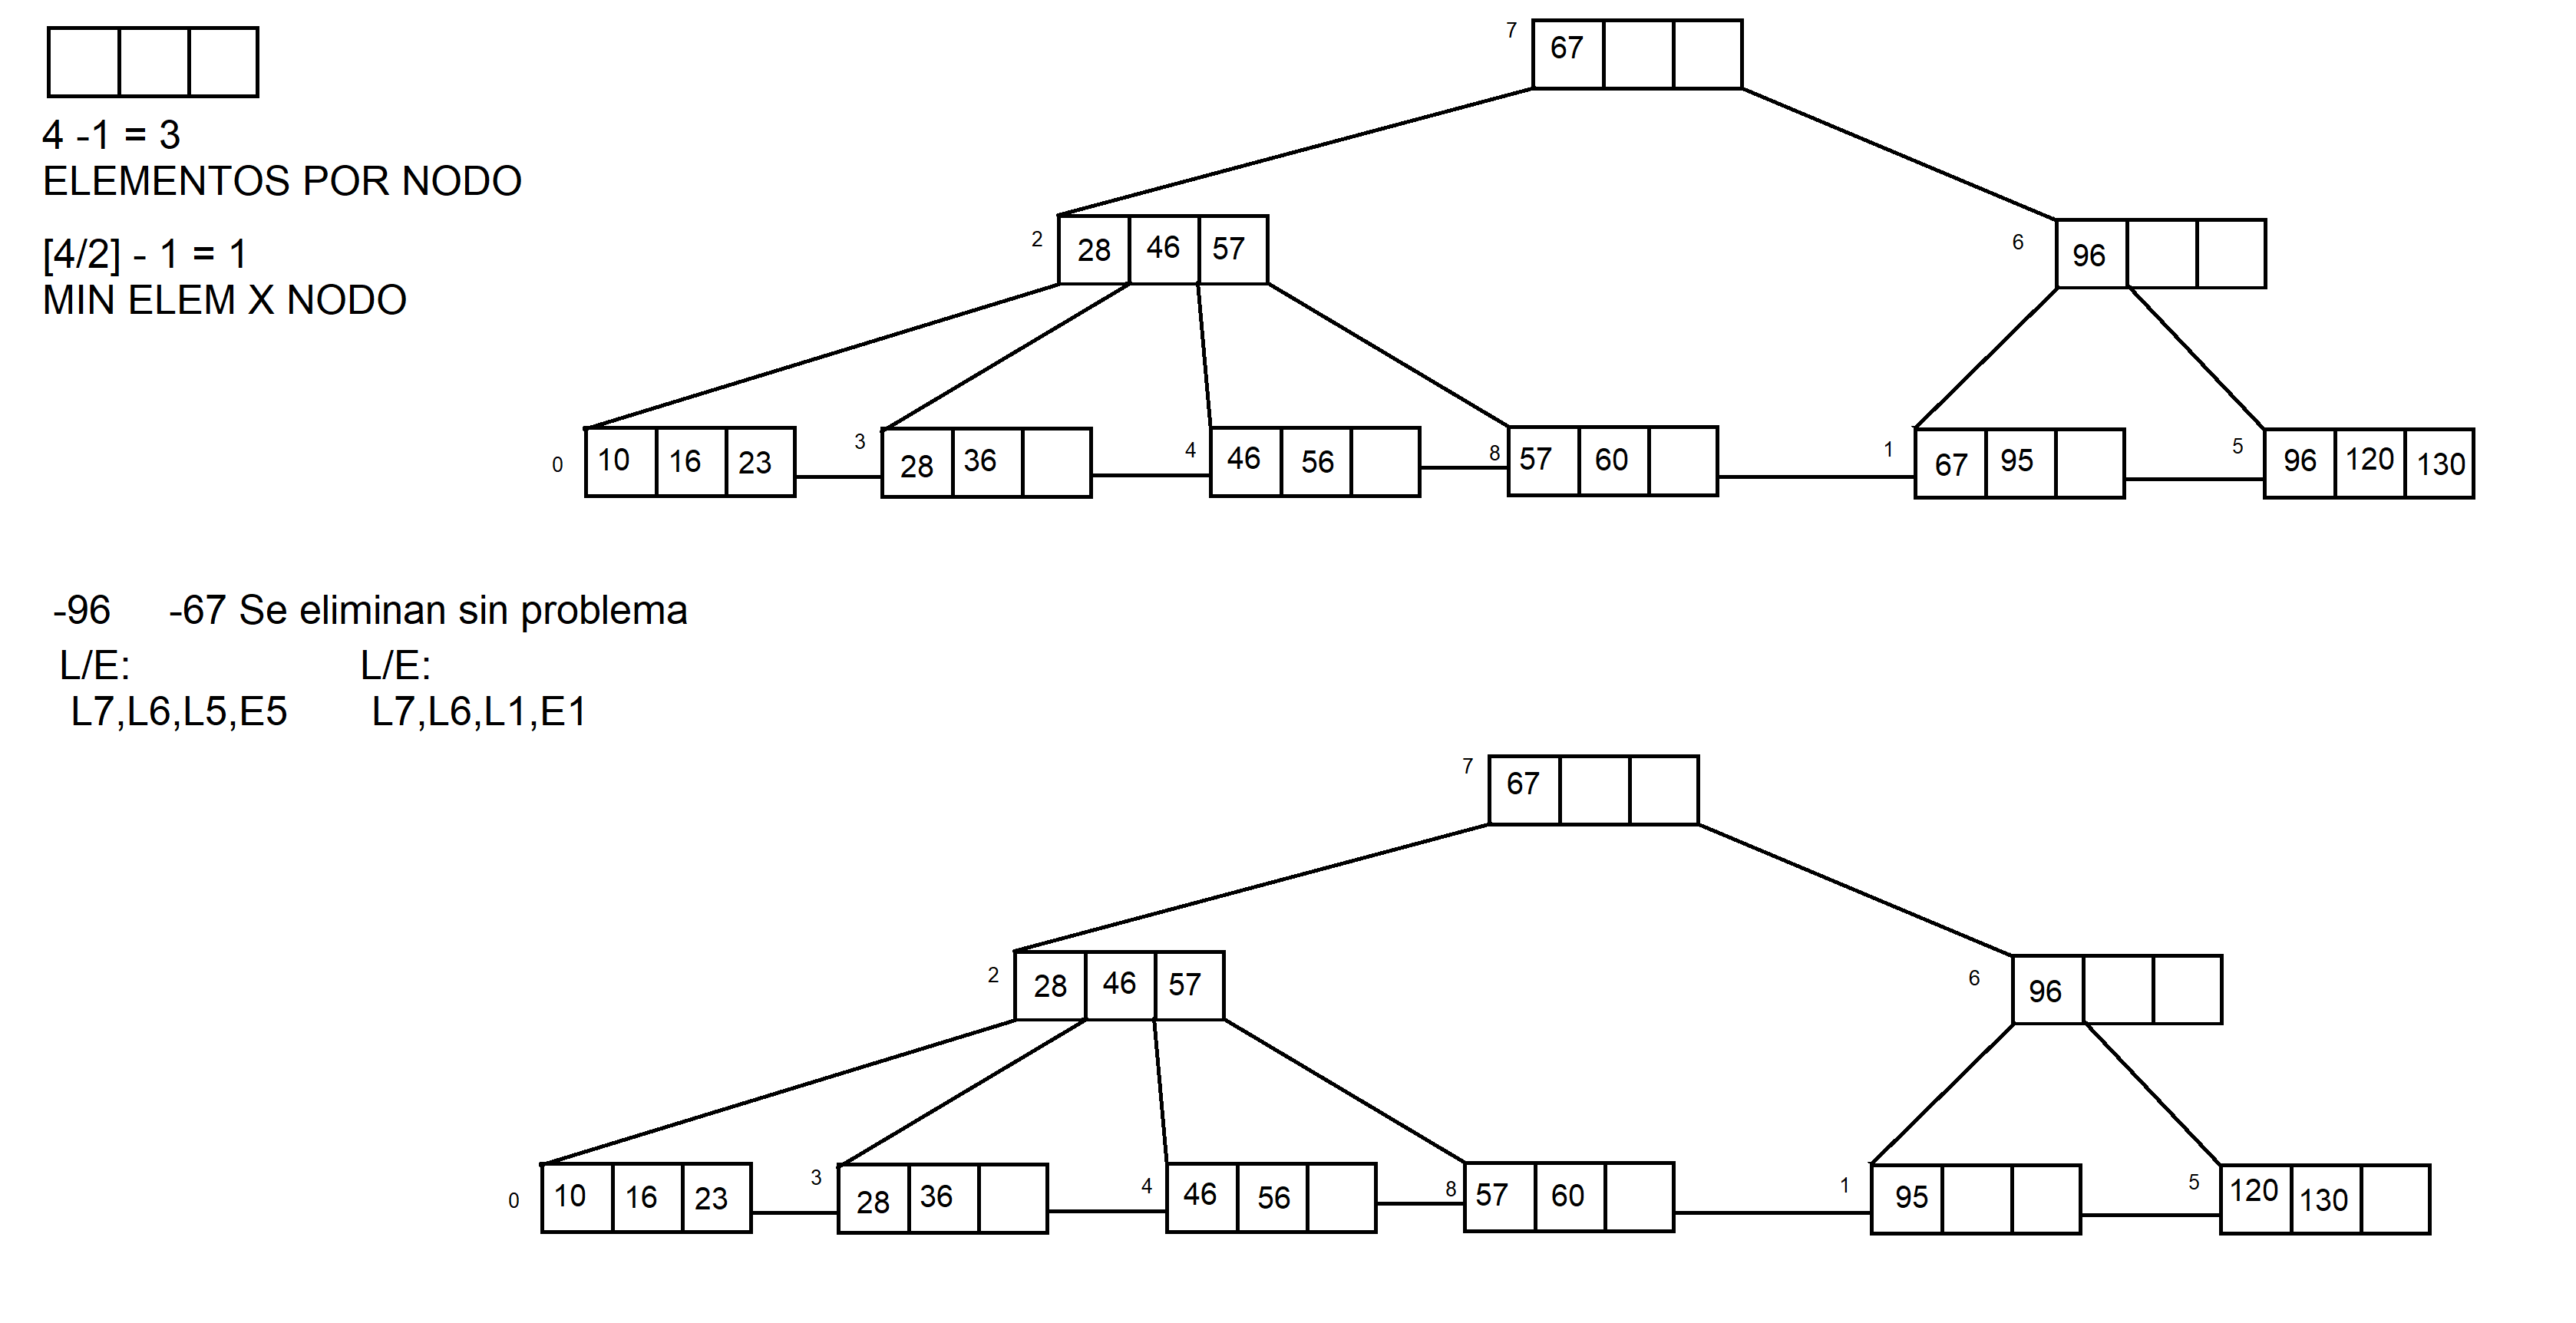 4 -1 = 3
ELEMENTOS POR NODO
[4/2] - 1 = 1
MIN ELEM X NODO
7 67
2 28 46 57
6 96
0 10 16 23
3 28 36
4 46 56
8 57 60
1 67 95
5 96 120 130
-96 -67 Se eliminan sin problema
L/E: L/E:
L7,L6,L5,E5 L7,L6,L1,E1
7 67
2 28 46 57
6 96
0 10 16 23
3 28 36
4 46 56
8 57 60
1 95
5 120 130